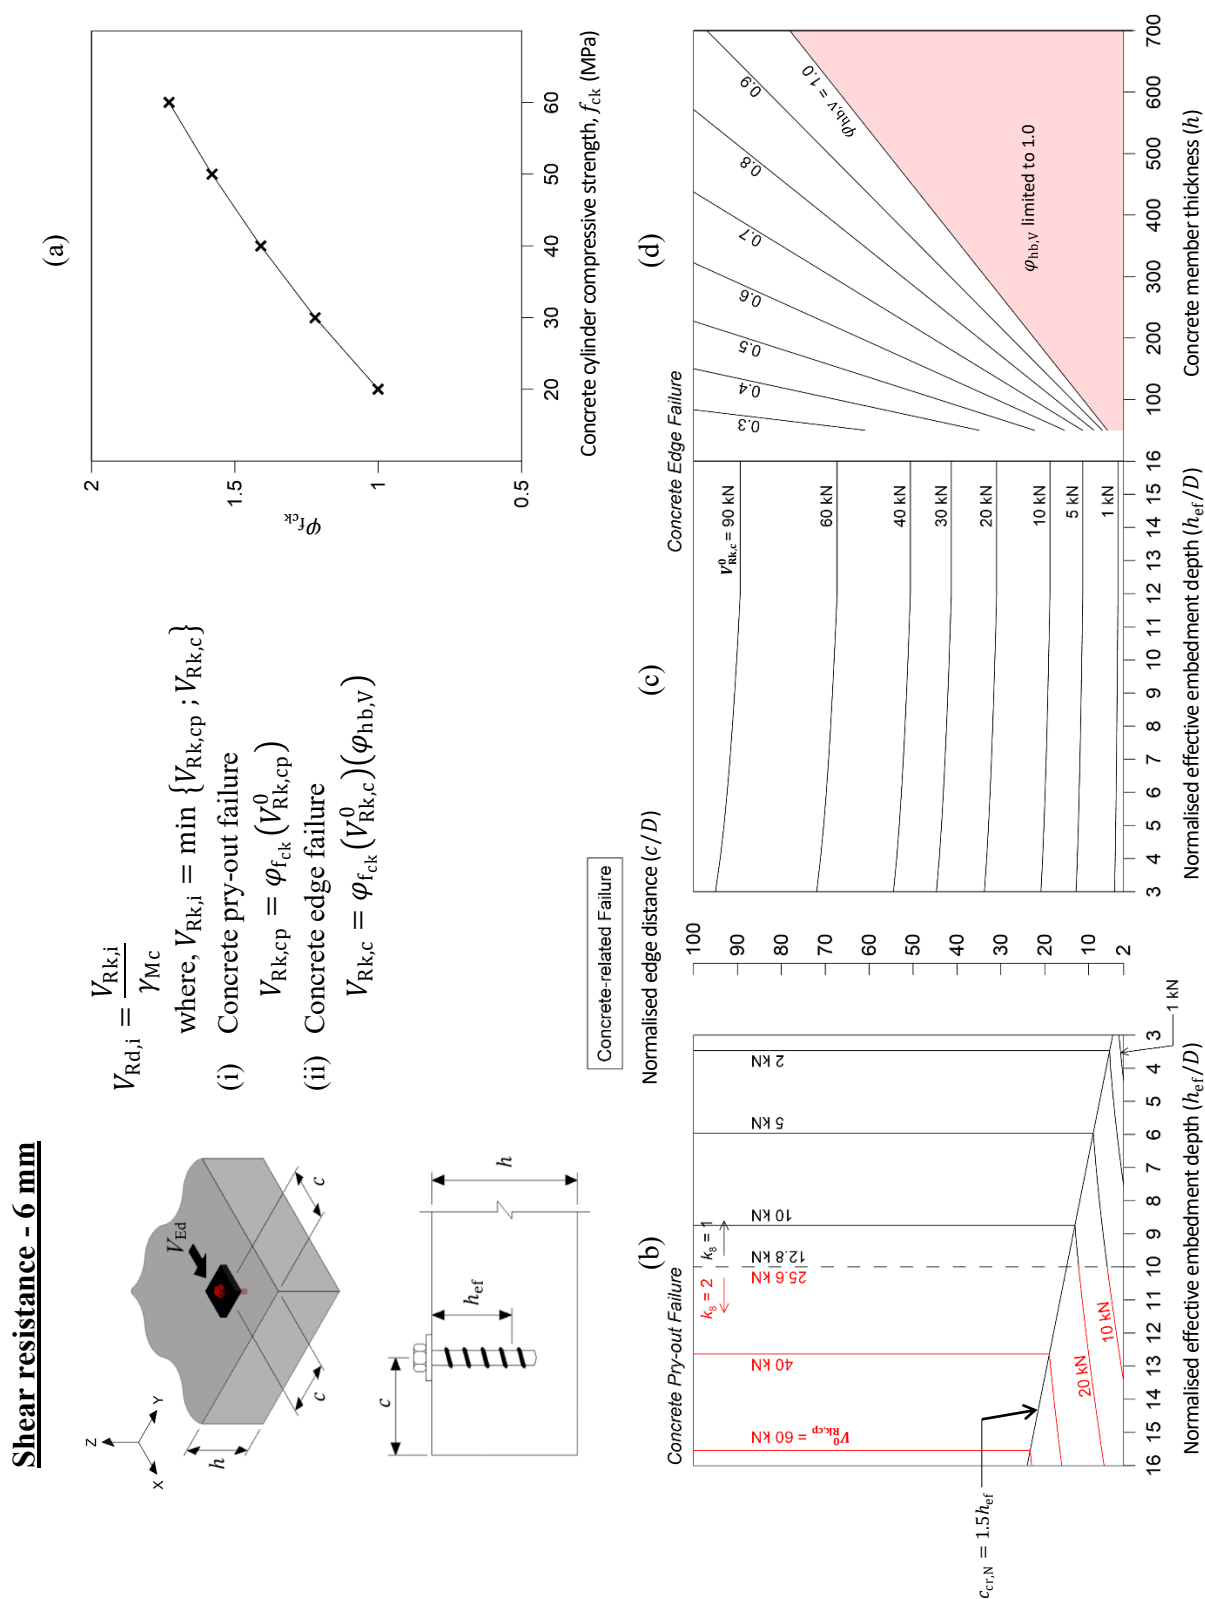 Shear resistance - 6 mm
Z
Y
X
V_Ed
c
c
h
c
h_ef
h
V_Rd,i = V_Rk,i / γ_Mc
where, V_Rk,i = min {V_Rk,cp ; V_Rk,c}
(i) Concrete pry-out failure
V_Rk,cp = φ_fck (V^0_Rk,cp)
(ii) Concrete edge failure
V_Rk,c = φ_fck (V^0_Rk,c)(φ_hb,V)
(a)
2
1.5
1
0.5
φ_fck
20 30 40 50 60
Concrete cylinder compressive strength, f_ck (MPa)
Concrete-related Failure
Normalised edge distance (c/D)
(b)
Concrete Pry-out Failure
V^0_Rk,cp = 60 kN
40 kN
25.6 kN
12.8 kN
10 kN
5 kN
2 kN
k_8 = 2
k_8 = 1
20 kN
10 kN
1 kN
c_cr,N = 1.5h_ef
16 15 14 13 12 11 10 9 8 7 6 5 4 3
Normalised effective embedment depth (h_ef/D)
100
90
80
70
60
50
40
30
20
10
2
(c)
Concrete Edge Failure
V^0_Rk,c = 90 kN
60 kN
40 kN
30 kN
20 kN
10 kN
5 kN
1 kN
3 4 5 6 7 8 9 10 11 12 13 14 15 16
Normalised effective embedment depth (h_ef/D)
(d)
0.3
0.4
0.5
0.6
0.7
0.8
0.9
φ_hb,V = 1.0
φ_hb,V limited to 1.0
100 200 300 400 500 600 700
Concrete member thickness (h)